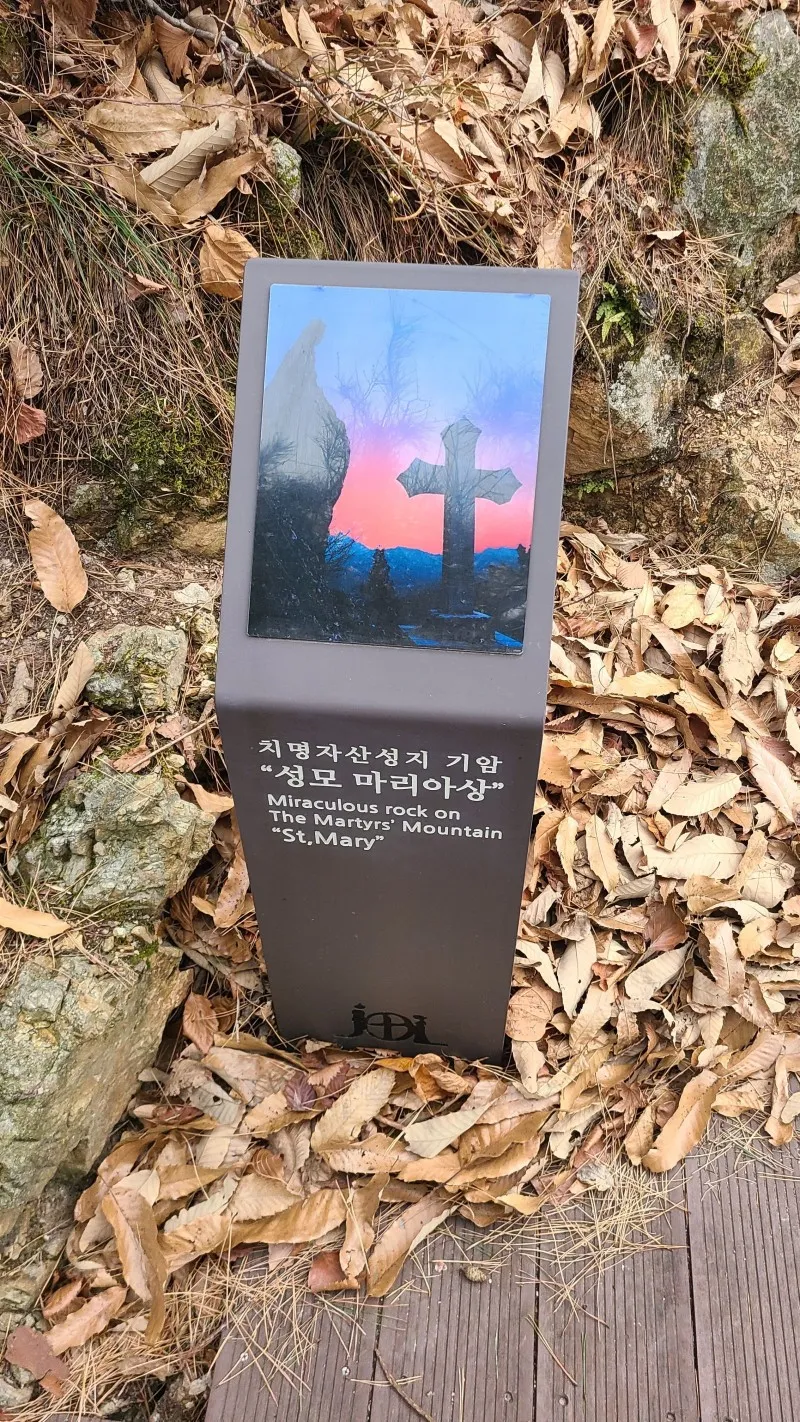 치명자산성지 기암
“성모 마리아상”
Miraculous rock on
The Martyrs' Mountain
“St,Mary”